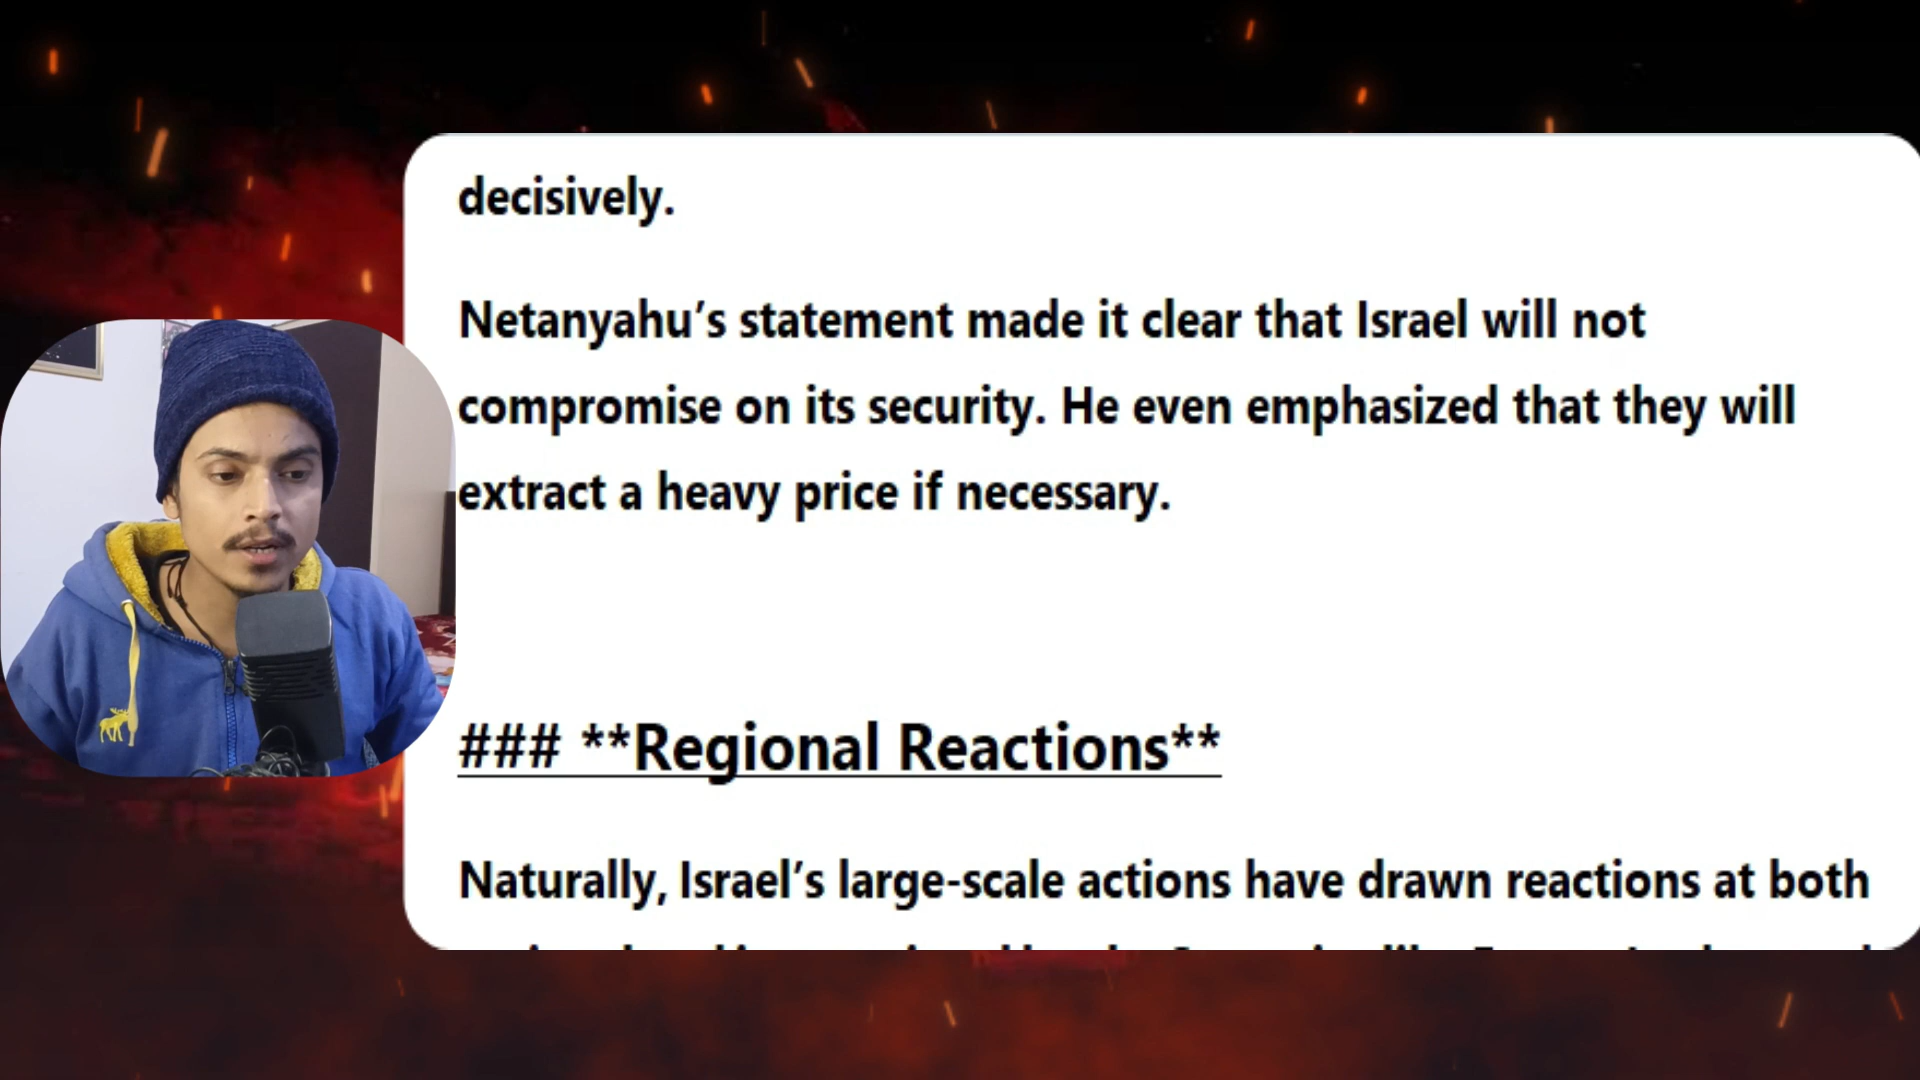 decisively.
Netanyahu’s statement made it clear that Israel will not
compromise on its security. He even emphasized that they will
extract a heavy price if necessary.
### **Regional Reactions**
Naturally, Israel’s large-scale actions have drawn reactions at both